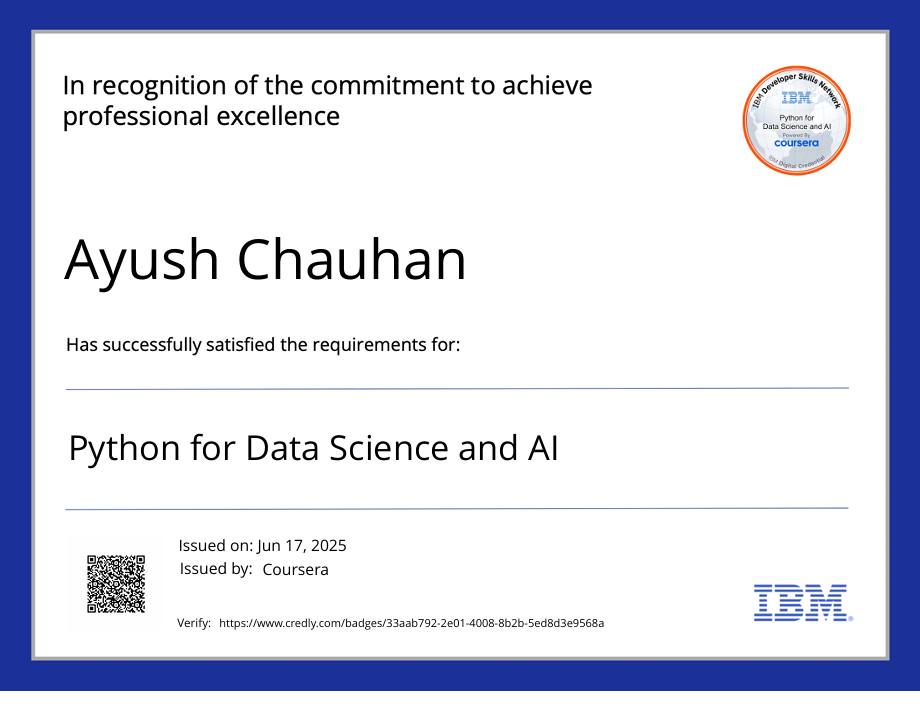 In recognition of the commitment to achieve
professional excellence
IBM Developer Skills Network
IBM
Python for
Data Science and AI
Powered By
coursera
IBM Digital Credential
Ayush Chauhan
Has successfully satisfied the requirements for:
Python for Data Science and AI
Issued on: Jun 17, 2025
Issued by: Coursera
Verify: https://www.credly.com/badges/33aab792-2e01-4008-8b2b-5ed8d3e9568a
IBM®